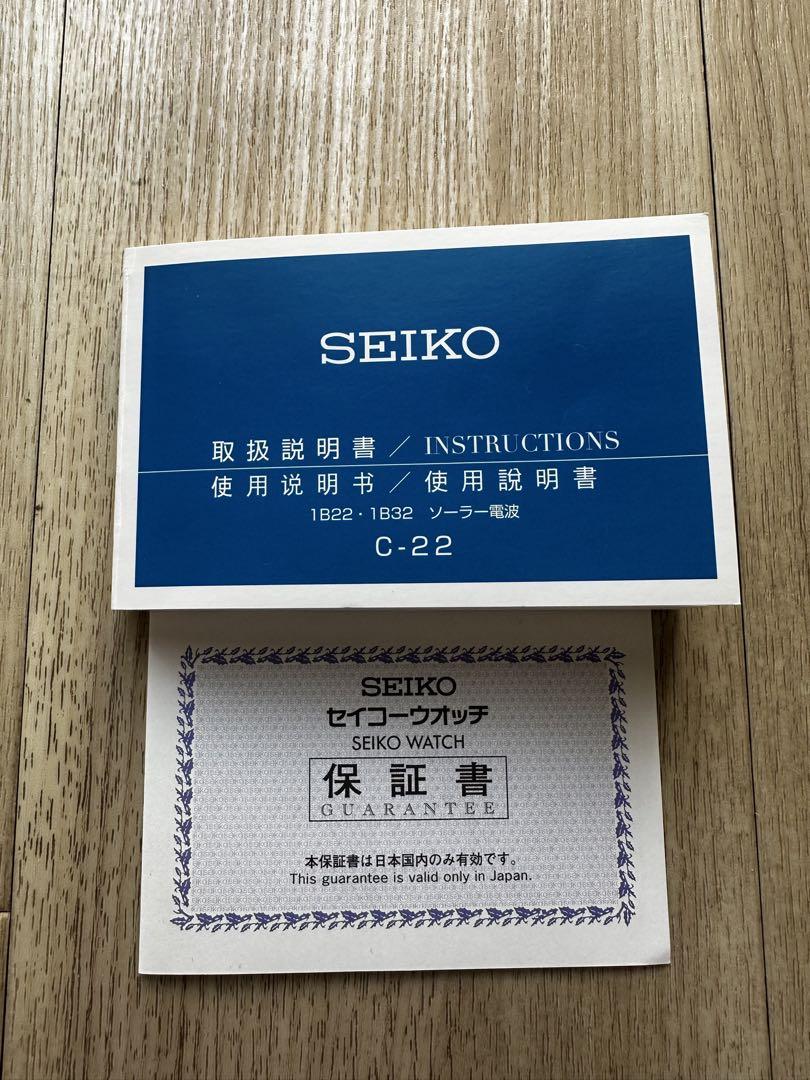 SEIKO
取扱説明書／INSTRUCTIONS
使用说明书／使用說明書
1B22・1B32 ソーラー電波
C-22
SEIKO
セイコーウオッチ
SEIKO WATCH
保証書
GUARANTEE
本保証書は日本国内のみ有効です。
This guarantee is valid only in Japan.